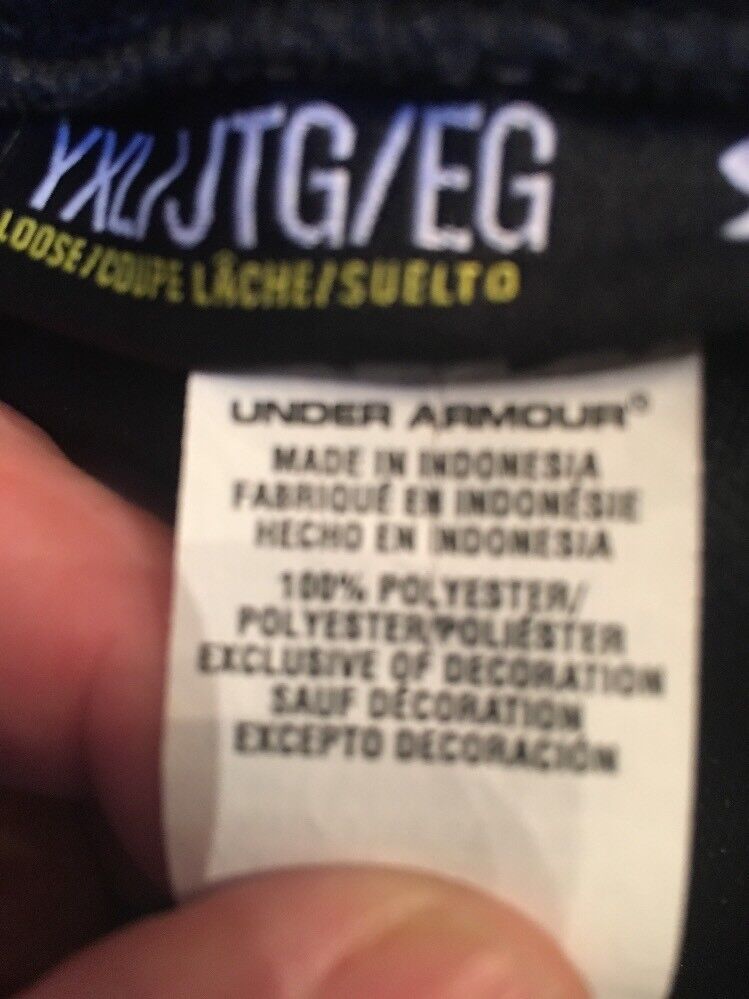 YXL/JTG/EG
LOOSE/COUPE LÂCHE/SUELTO
UNDER ARMOUR®
MADE IN INDONESIA
FABRIQUÉ EN INDONÉSIE
HECHO EN INDONESIA
100% POLYESTER/
POLYESTER/POLIÉSTER
EXCLUSIVE OF DECORATION
SAUF DÉCORATION
EXCEPTO DECORACIÓN